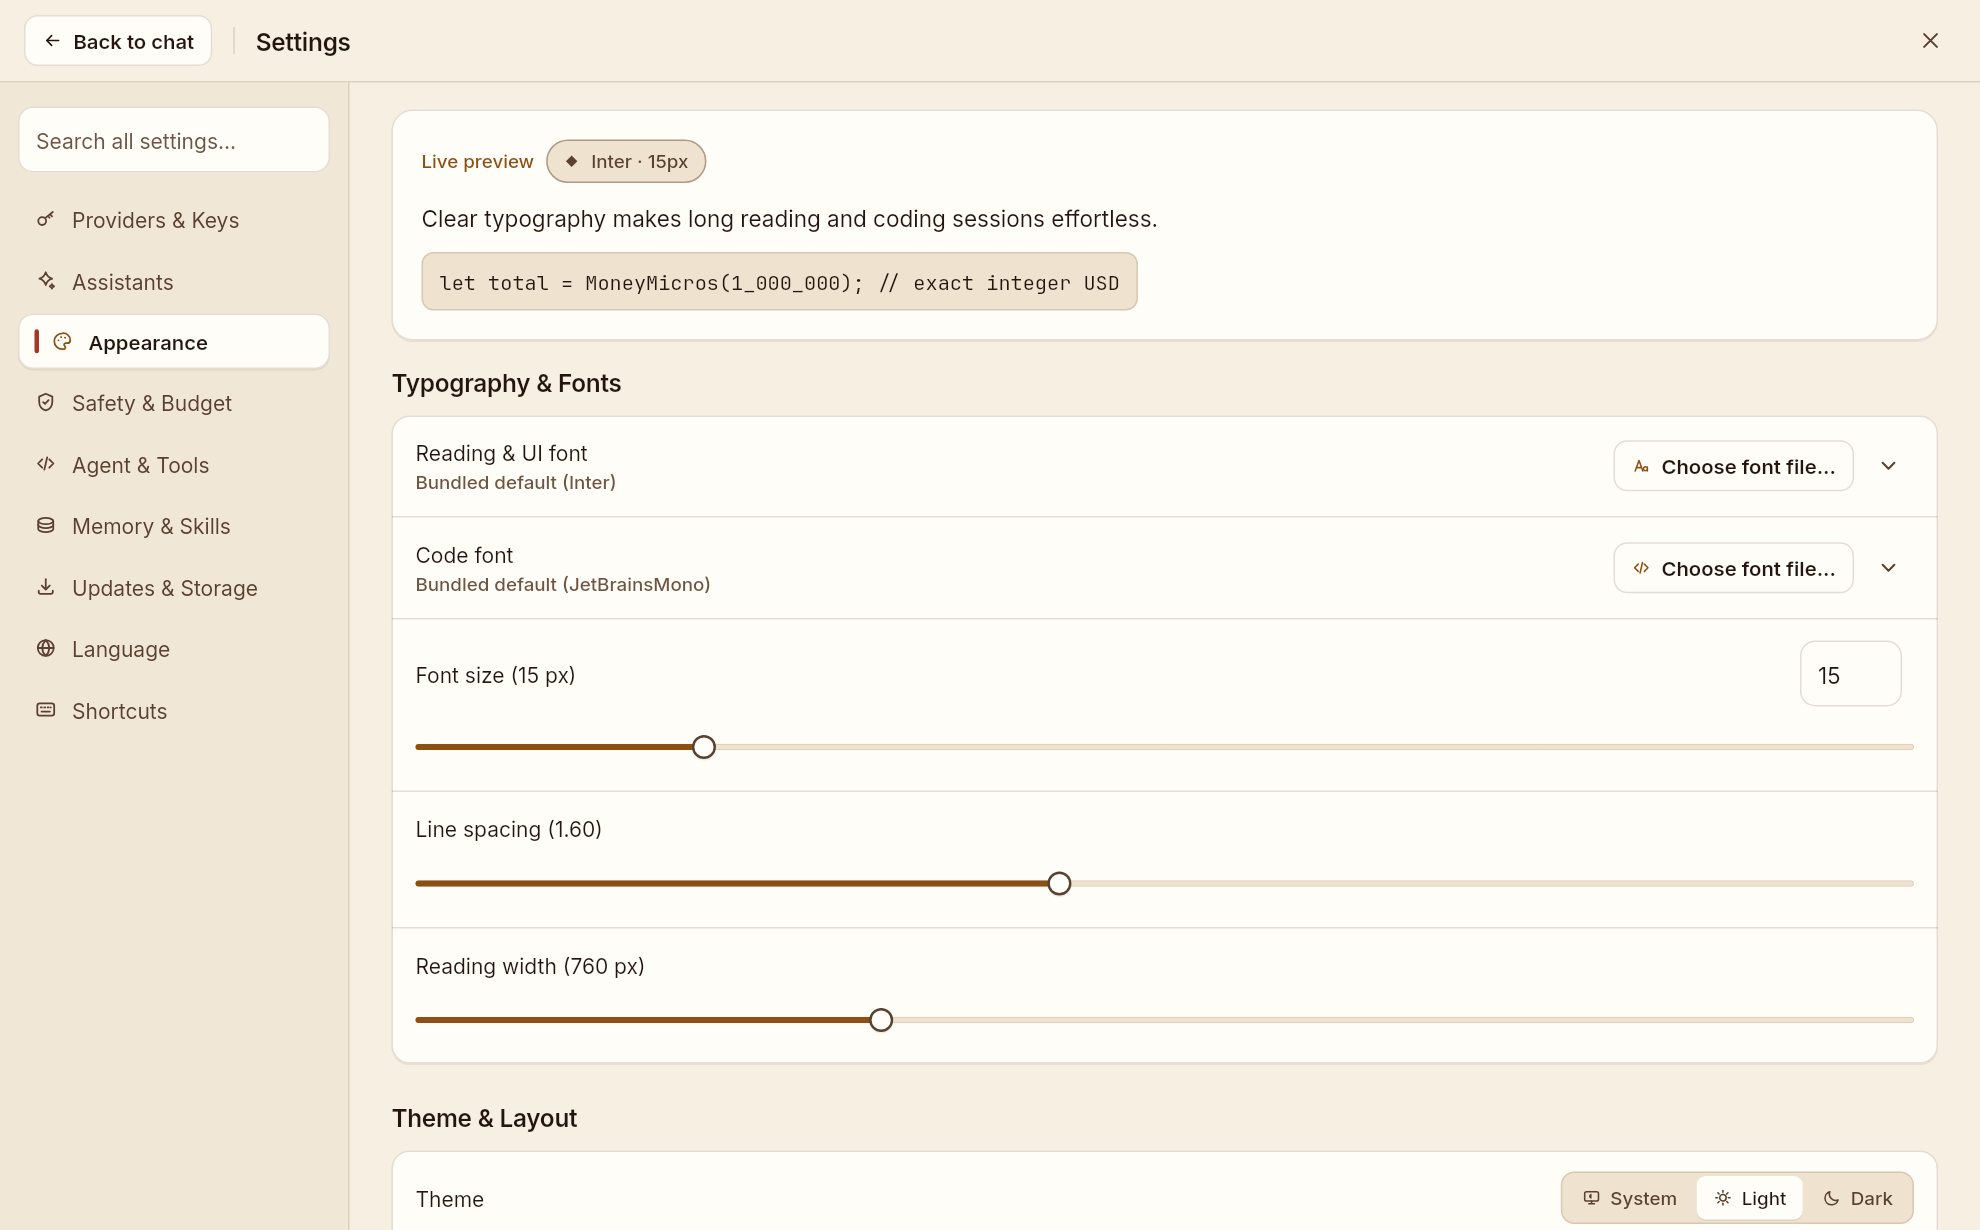 Back to chat
Settings
Search all settings...
Providers & Keys
Assistants
Appearance
Safety & Budget
Agent & Tools
Memory & Skills
Updates & Storage
Language
Shortcuts
Live preview
Inter · 15px
Clear typography makes long reading and coding sessions effortless.
let total = MoneyMicros(1_000_000); // exact integer USD
Typography & Fonts
Reading & UI font
Bundled default (Inter)
Choose font file...
Code font
Bundled default (JetBrainsMono)
Choose font file...
Font size (15 px)
15
Line spacing (1.60)
Reading width (760 px)
Theme & Layout
Theme
System
Light
Dark